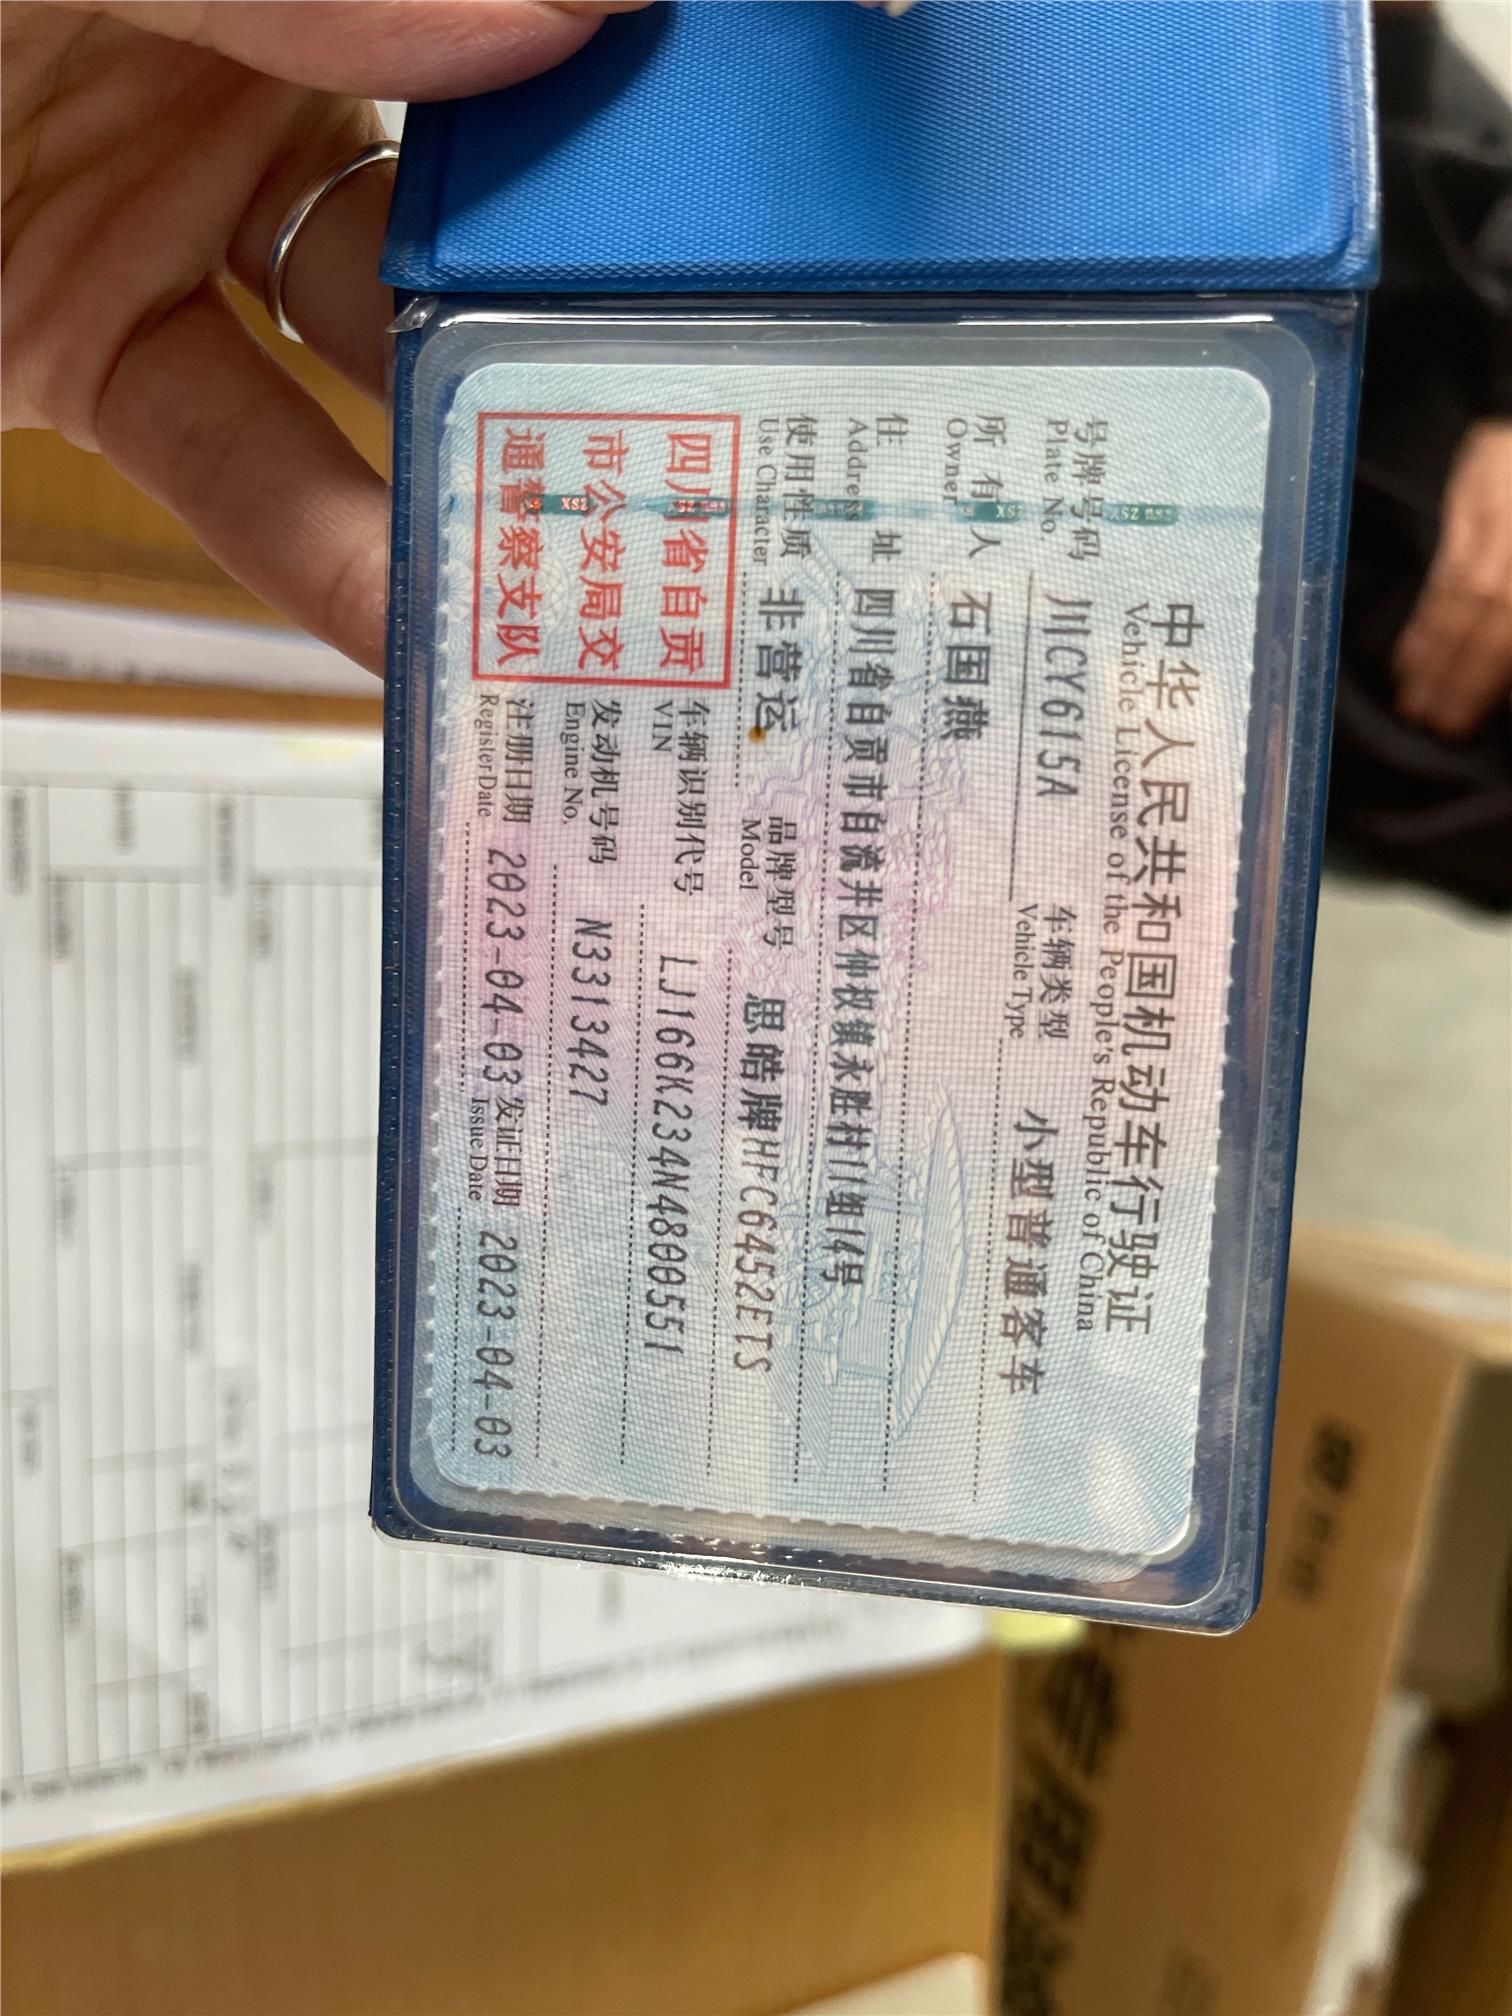 中华人民共和国机动车行驶证
Vehicle License of the People's Republic of China
号牌号码 川CY615A 车辆类型 小型普通客车
Plate No. Vehicle Type
所有人 石国燕
Owner
住址 四川省自贡市自流井区仲权镇永胜村11组14号
Address
使用性质 非营运 品牌型号 思皓牌HFC6452ETS
Use Character Model
四川省自贡
市公安局交
通警察支队
车辆识别代号 LJ166K234N4800551
VIN
发动机号码 N3313427
Engine No.
注册日期 2023-04-03 发证日期 2023-04-03
Register Date Issue Date